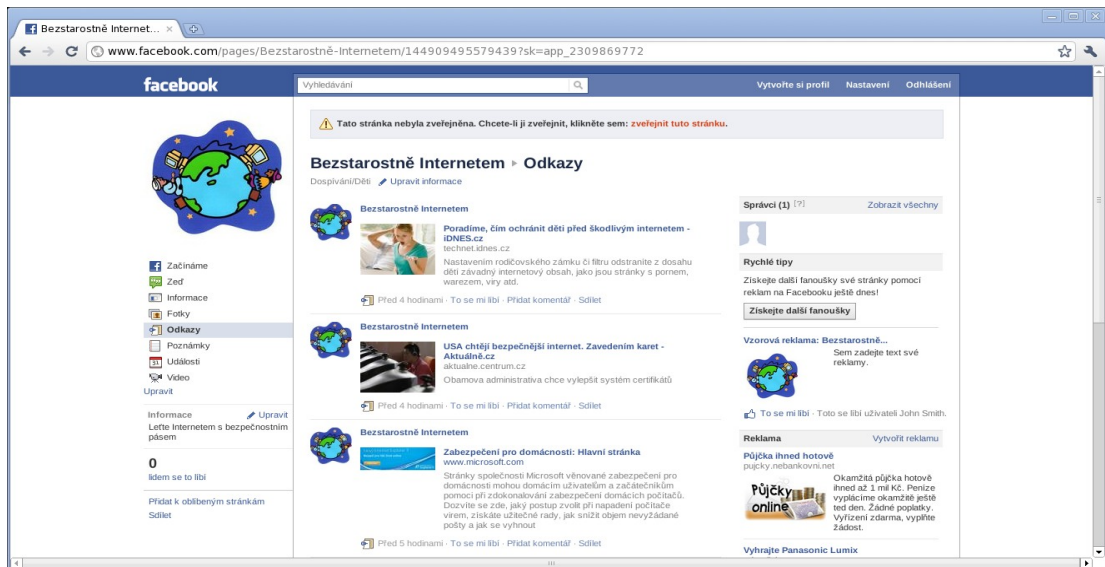 Bezstarostně Internet...
www.facebook.com/pages/Bezstarostně-Internetem/144909495579439?sk=app_2309869772
facebook
Vyhledávání
Vytvořte si profil Nastavení Odhlášení
Tato stránka nebyla zveřejněna. Chcete-li ji zveřejnit, klikněte sem: zveřejnit tuto stránku.
Bezstarostně Internetem ▸ Odkazy
Dospívání/Děti Upravit informace
Začínáme
Zeď
Informace
Fotky
Odkazy
Poznámky
31 Události
Video
Upravit
Informace Upravit
Leťte Internetem s bezpečnostním
pásem
0
lidem se to líbí
Přidat k oblíbeným stránkám
Sdílet
Bezstarostně Internetem
Poradíme, čím ochránit děti před škodlivým internetem -
iDNES.cz
technet.idnes.cz
Nastavením rodičovského zámku či filtru odstraníte z dosahu
dětí závadný internetový obsah, jako jsou stránky s pornem,
warezem, viry atd.
Před 4 hodinami · To se mi líbí · Přidat komentář · Sdílet
Bezstarostně Internetem
USA chtějí bezpečnější internet. Zavedením karet -
Aktuálně.cz
aktualne.centrum.cz
Obamova administrativa chce vylepšit systém certifikátů
Před 4 hodinami · To se mi líbí · Přidat komentář · Sdílet
Bezstarostně Internetem
Zabezpečení pro domácnosti: Hlavní stránka
www.microsoft.com
Stránky společnosti Microsoft věnované zabezpečení pro
domácnosti mohou domácím uživatelům a začátečníkům
pomoci při zdokonalování zabezpečení domácích počítačů.
Dozvíte se zde, jaký postup zvolit při napadení počítače
virem, získáte užitečné rady, jak snížit objem nevyžádané
pošty a jak se vyhnout
Před 5 hodinami · To se mi líbí · Přidat komentář · Sdílet
Správci (1) [?] Zobrazit všechny
Rychlé tipy
Získejte další fanoušky své stránky pomocí
reklam na Facebooku ještě dnes!
Získejte další fanoušky
Vzorová reklama: Bezstarostně...
Sem zadejte text své
reklamy.
To se mi líbí · Toto se líbí uživateli John Smith.
Reklama Vytvořit reklamu
Půjčka ihned hotově
pujcky.nebankovni.net
Půjčky
online
Okamžitá půjčka hotově
ihned až 1 mil Kč. Peníze
vyplácíme okamžitě ještě
ted den. Žádné poplatky.
Vyřízení zdarma, vyplňte
žádost.
Vyhrajte Panasonic Lumix